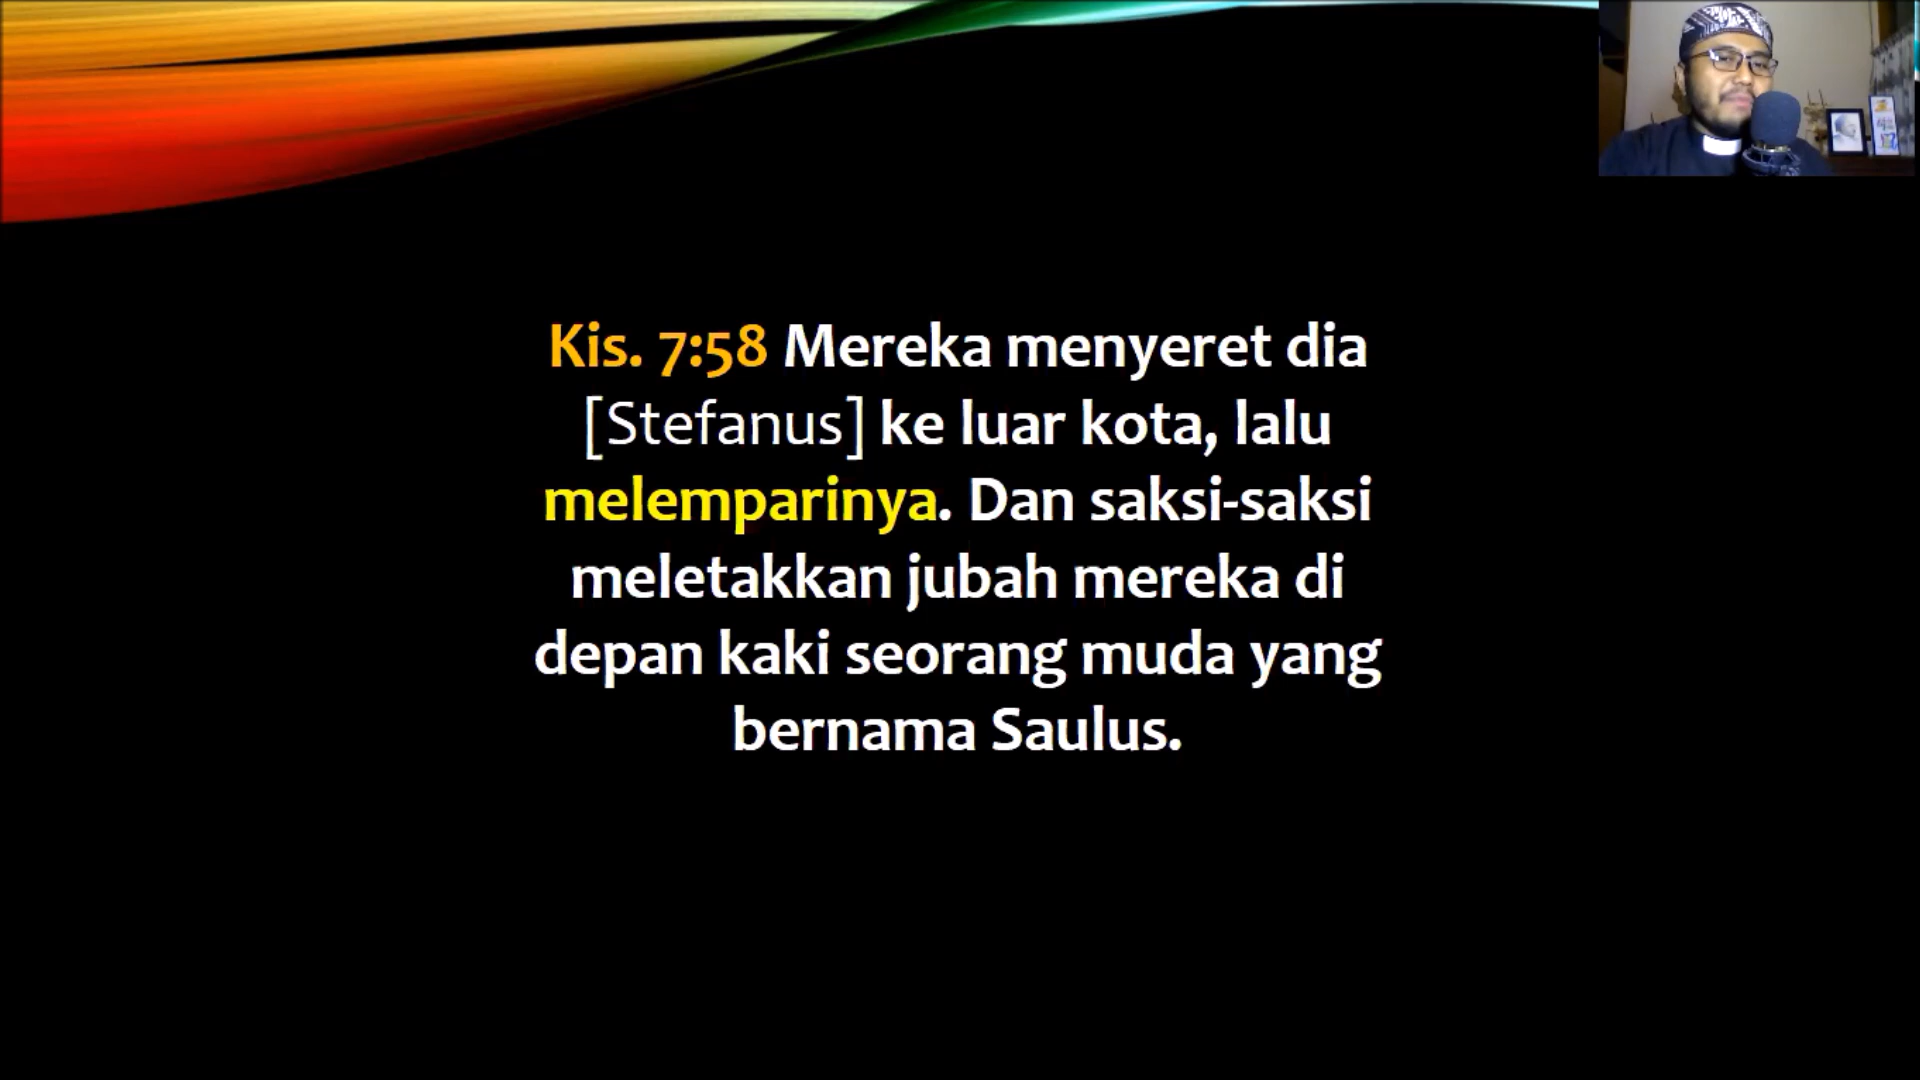 Kis. 7:58 Mereka menyeret dia
[Stefanus] ke luar kota, lalu
melemparinya. Dan saksi-saksi
meletakkan jubah mereka di
depan kaki seorang muda yang
bernama Saulus.